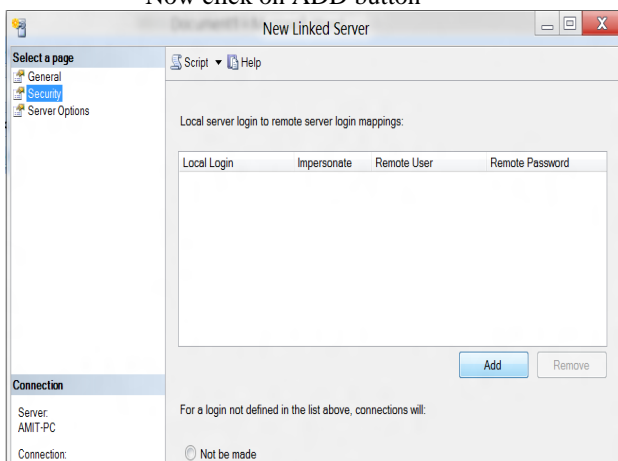 Now click on ADD button
New Linked Server
X
Select a page
General
Security
Server Options
Script Help
Local server login to remote server login mappings:
Local Login Impersonate Remote User Remote Password
Add Remove
Connection
Server:
AMIT-PC
Connection:
For a login not defined in the list above, connections will:
Not be made